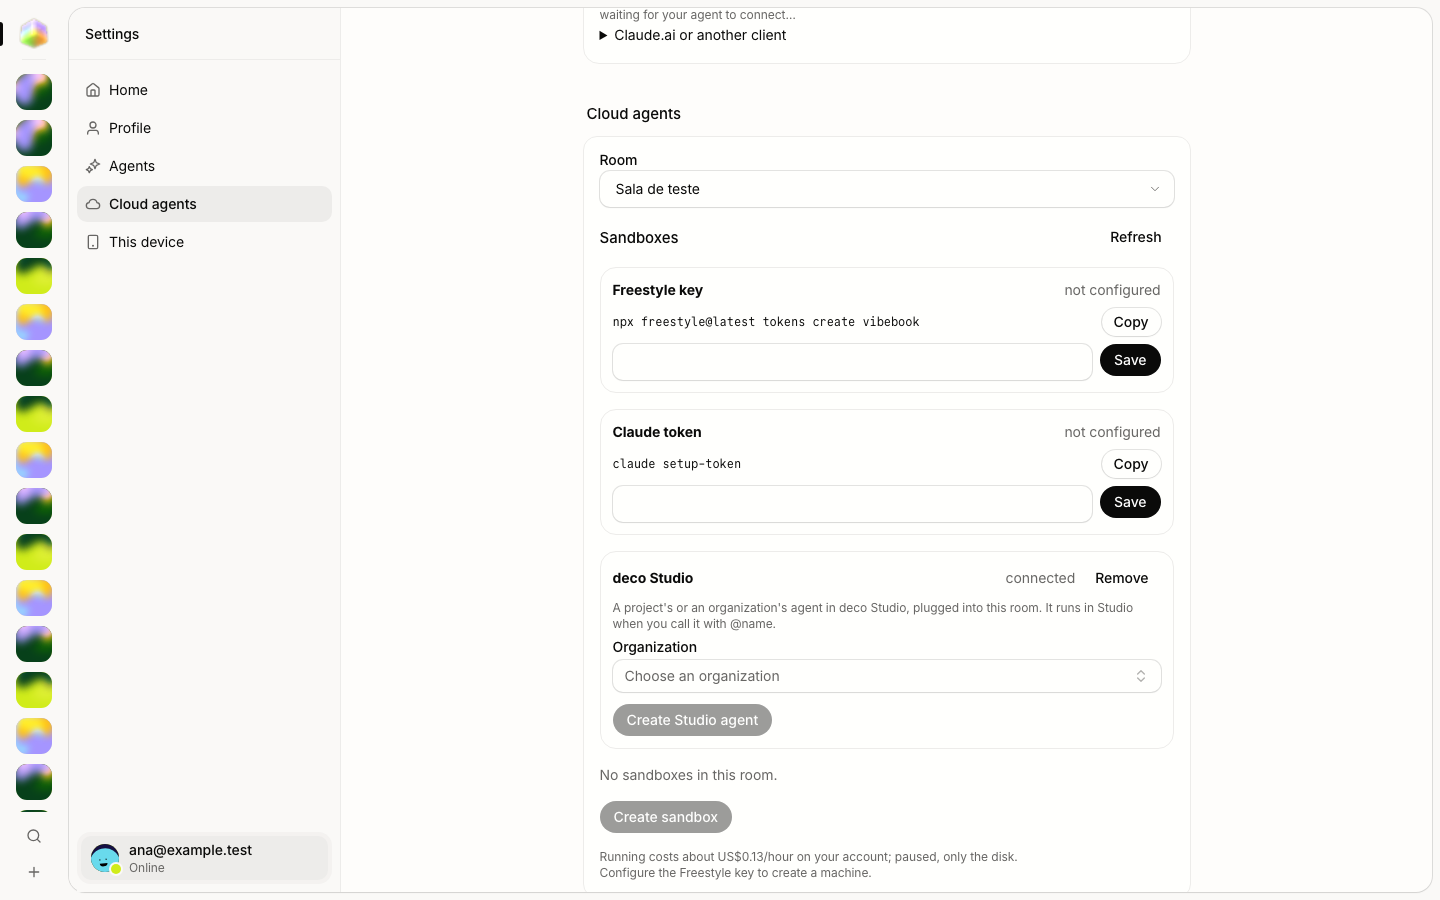 Settings
Home
Profile
Agents
Cloud agents
This device
ana@example.test
Online
waiting for your agent to connect...
Claude.ai or another client
Cloud agents
Room
Sala de teste
Sandboxes
Refresh
Freestyle key
not configured
npx freestyle@latest tokens create vibebook
Copy
Save
Claude token
not configured
claude setup-token
Copy
Save
deco Studio
connected
Remove
A project's or an organization's agent in deco Studio, plugged into this room. It runs in Studio
when you call it with @name.
Organization
Choose an organization
Create Studio agent
No sandboxes in this room.
Create sandbox
Running costs about US$0.13/hour on your account; paused, only the disk.
Configure the Freestyle key to create a machine.